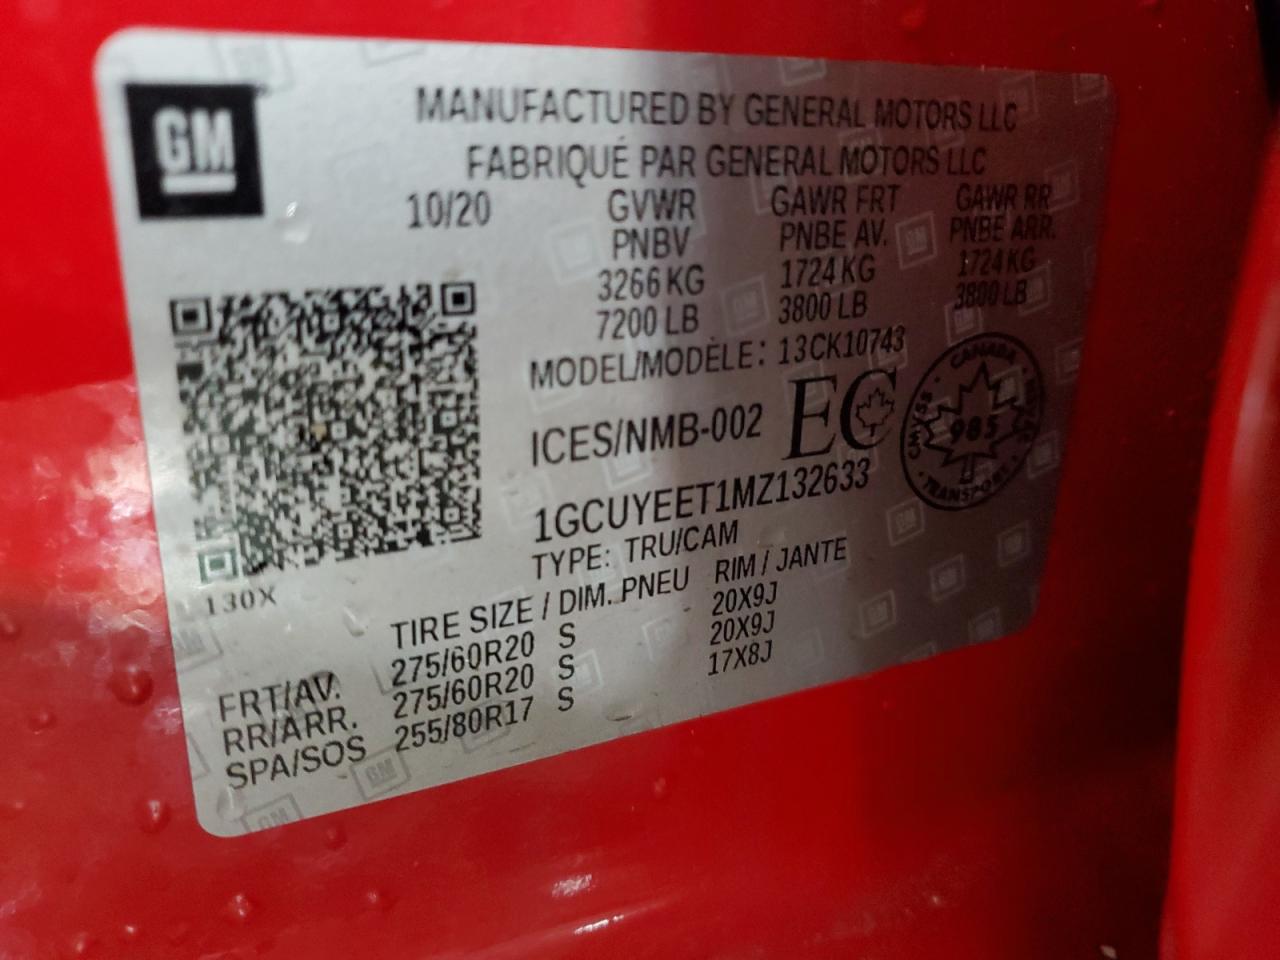 GM
MANUFACTURED BY GENERAL MOTORS LLC
FABRIQUÉ PAR GENERAL MOTORS LLC
10/20 GVWR GAWR FRT GAWR RR
PNBV PNBE AV. PNBE ARR.
3266 KG 1724 KG 1724 KG
7200 LB 3800 LB 3800 LB
MODEL/MODÈLE: 13CK10743
ICES/NMB-002 EC
CANADA
985
TRANSPORT
1GCUYEET1MZ132633
TYPE: TRU/CAM
130X
TIRE SIZE / DIM. PNEU RIM / JANTE
FRT/AV. 275/60R20 S 20X9J
RR/ARR. 275/60R20 S 20X9J
SPA/SOS 255/80R17 S 17X8J